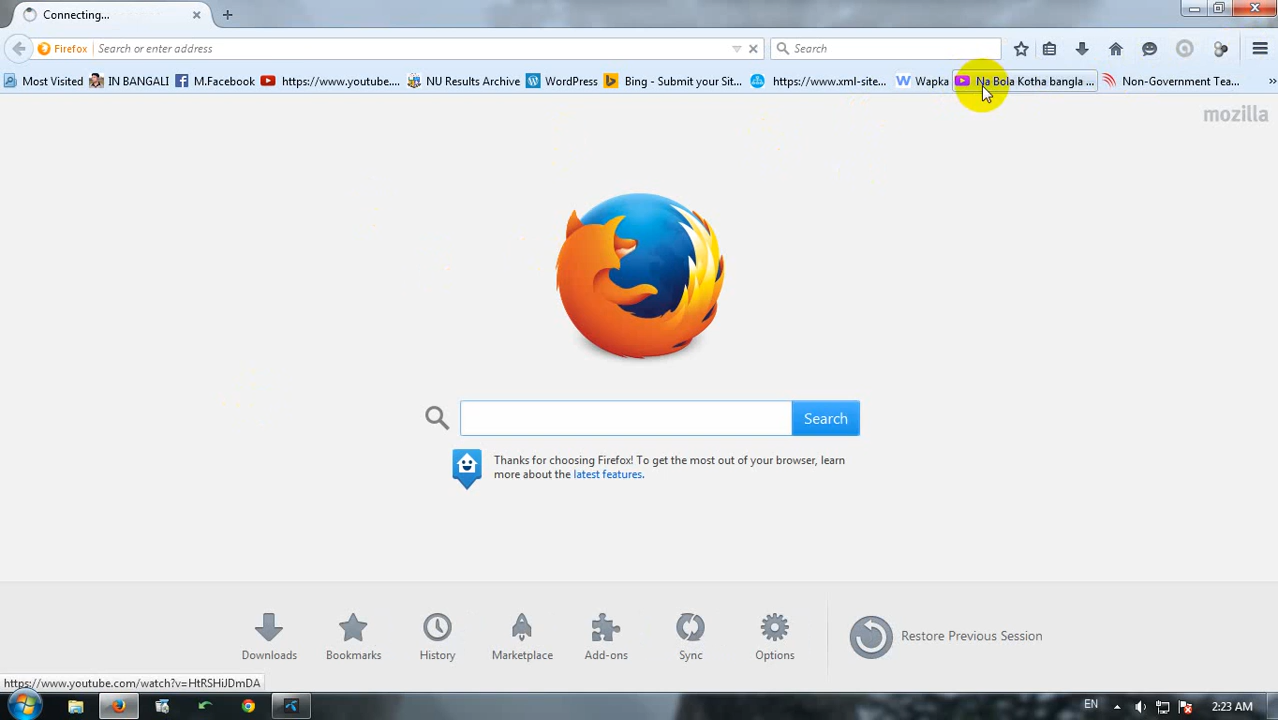 Connecting...
Firefox
Search or enter address
Search
Most Visited
IN BANGALI
M.Facebook
https://www.youtube....
NU Results Archive
WordPress
Bing - Submit your Sit...
https://www.xml-site...
Wapka
Na Bola Kotha bangla ...
Non-Government Tea...
mozilla
Search
Thanks for choosing Firefox! To get the most out of your browser, learn
more about the latest features.
Downloads
Bookmarks
History
Marketplace
Add-ons
Sync
Options
Restore Previous Session
https://www.youtube.com/watch?v=HtRSHiJDmDA
EN
2:23 AM